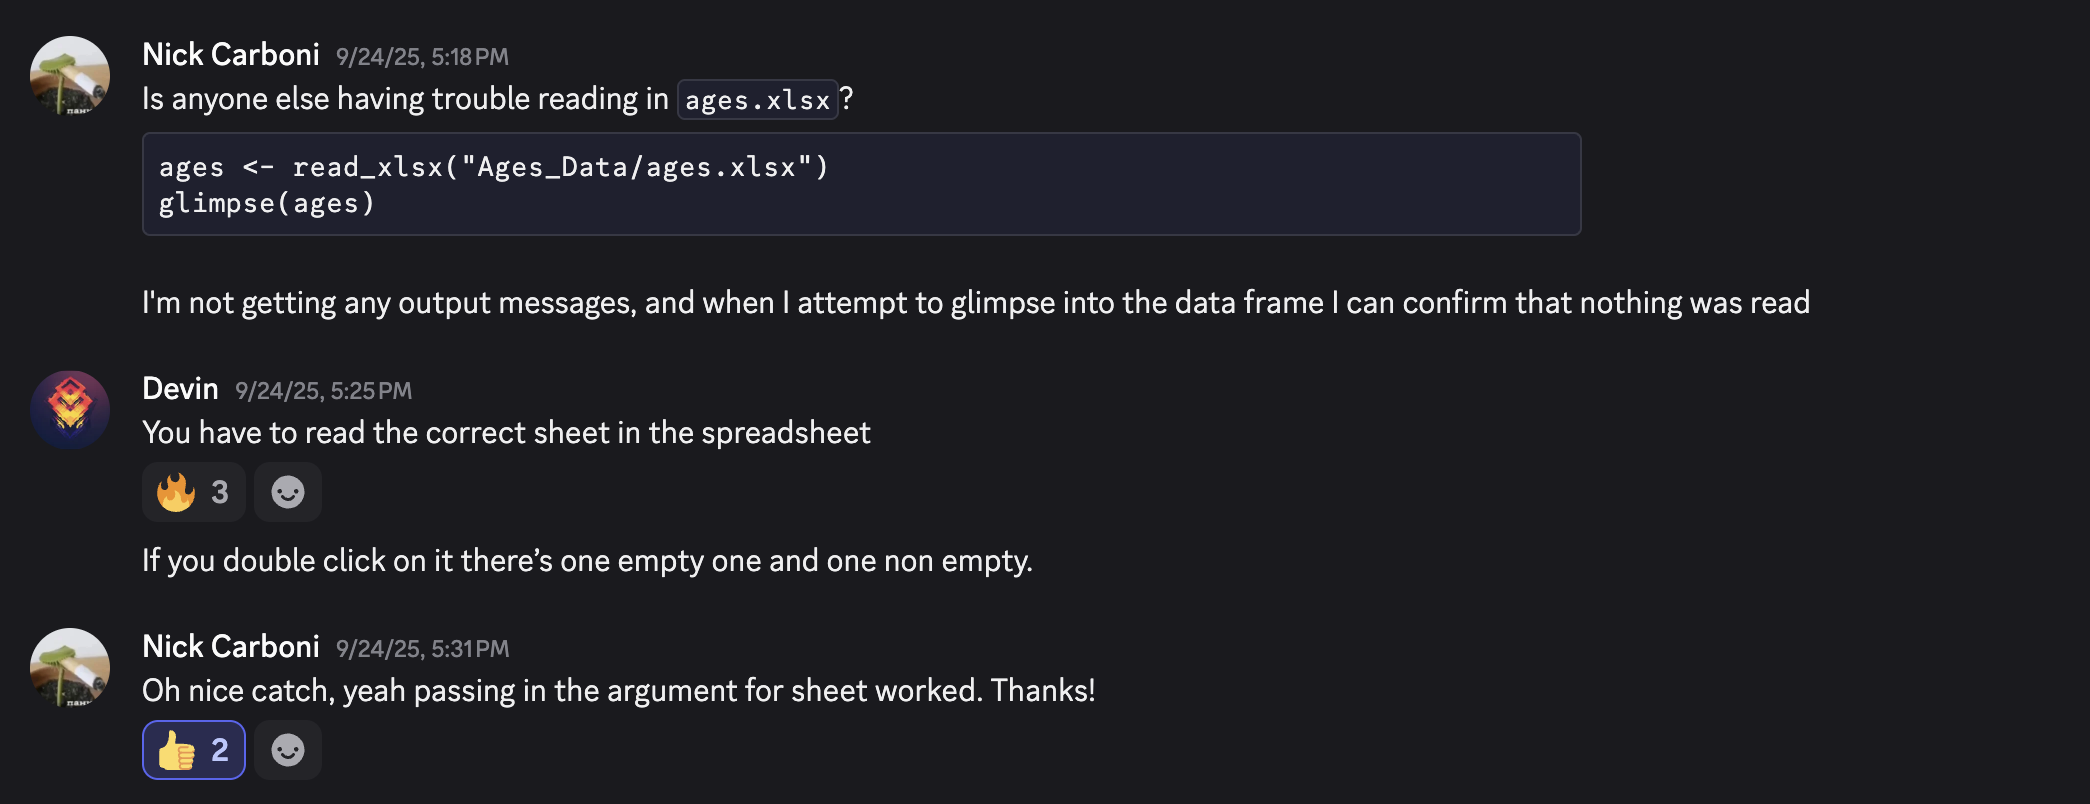 Nick Carboni 9/24/25, 5:18 PM
Is anyone else having trouble reading in ages.xlsx?
ages <- read_xlsx("Ages_Data/ages.xlsx")
glimpse(ages)
I'm not getting any output messages, and when I attempt to glimpse into the data frame I can confirm that nothing was read
Devin 9/24/25, 5:25 PM
You have to read the correct sheet in the spreadsheet
3
If you double click on it there’s one empty one and one non empty.
Nick Carboni 9/24/25, 5:31 PM
Oh nice catch, yeah passing in the argument for sheet worked. Thanks!
2